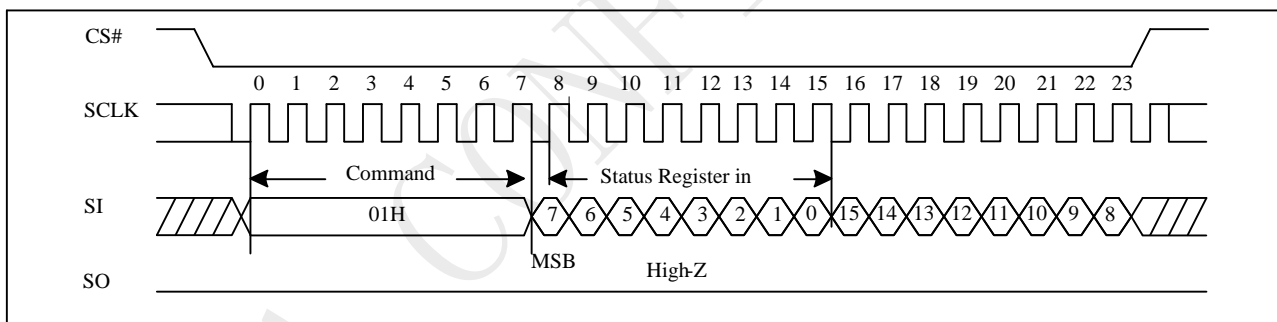 CS#
0 1 2 3 4 5 6 7 8 9 10 11 12 13 14 15 16 17 18 19 20 21 22 23
SCLK
Command Status Register in
SI 01H 7 6 5 4 3 2 1 0 15 14 13 12 11 10 9 8
MSB High-Z
SO